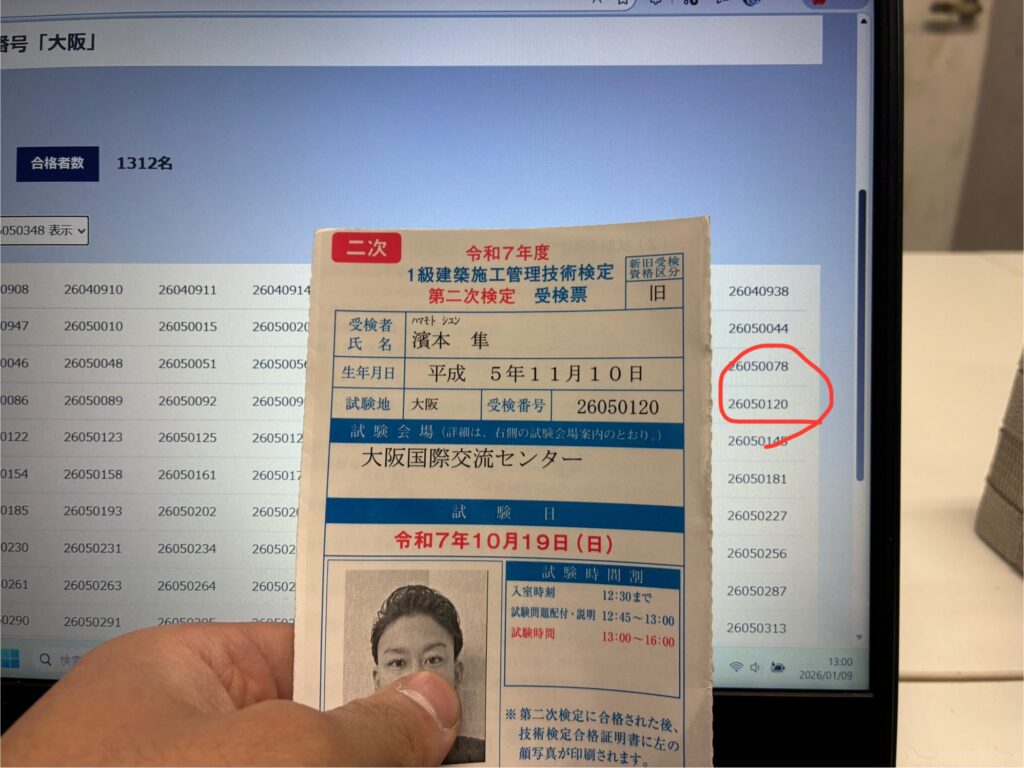 番号「大阪」
合格者数 1312名
050348 表示
0908 26040910 26040911 26040914 26040938
0947 26050010 26050015 26050020 26050044
0046 26050048 26050051 26050078
0086 26050089 26050092 26050120
0122 26050123 26050125
0154 26050158 26050161 26050181
0185 26050193 26050202 26050227
0230 26050231 26050234 26050256
0261 26050263 26050264 26050287
0290 26050291 26050313
検索
13:00
2026/01/09
二次
令和7年度
1級建築施工管理技術検定
第二次検定 受検票
新旧受検
資格区分
旧
受検者
氏名
ハマモト シユン
濱本 隼
生年月日 平成 5年11月10日
試験地 大阪 受検番号 26050120
試験会場(詳細は、右側の試験会場案内のとおり。)
大阪国際交流センター
試験日
令和7年10月19日(日)
試験時間割
入室時刻 12:30まで
試験問題配付・説明 12:45～13:00
試験時間 13:00～16:00
※第二次検定に合格された後、
技術検定合格証明書に左の
顔写真が印刷されます。